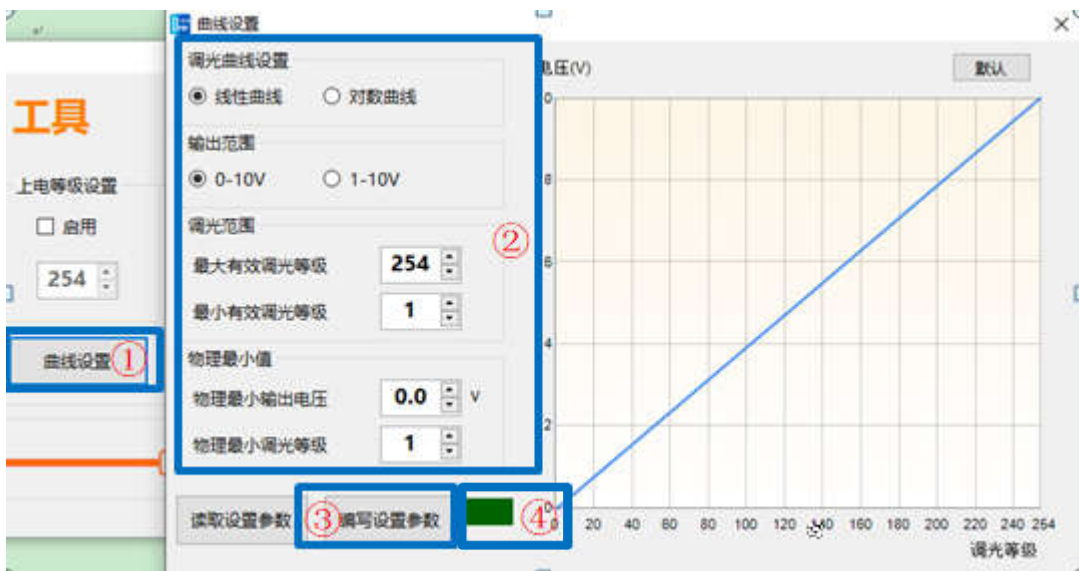 曲线设置
调光曲线设置
线性曲线 对数曲线
输出范围
0-10V 1-10V
调光范围
最大有效调光等级 254
最小有效调光等级 1
物理最小值
物理最小输出电压 0.0 V
物理最小调光等级 1
②
读取设置参数 ③ 编写设置参数 ④
工具
上电等级设置
启用
254
曲线设置 ①
电压(V)
默认
0
8
6
4
2
0
0 20 40 60 80 100 120 140 160 180 200 220 240 254
调光等级